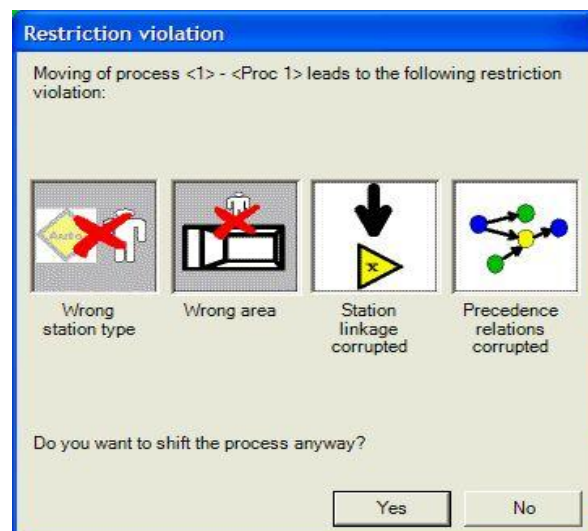 Restriction violation
Moving of process <1> - <Proc 1> leads to the following restriction
violation:
Auto
x
Wrong
station type
Wrong area
Station
linkage
corrupted
Precedence
relations
corrupted
Do you want to shift the process anyway?
Yes
No